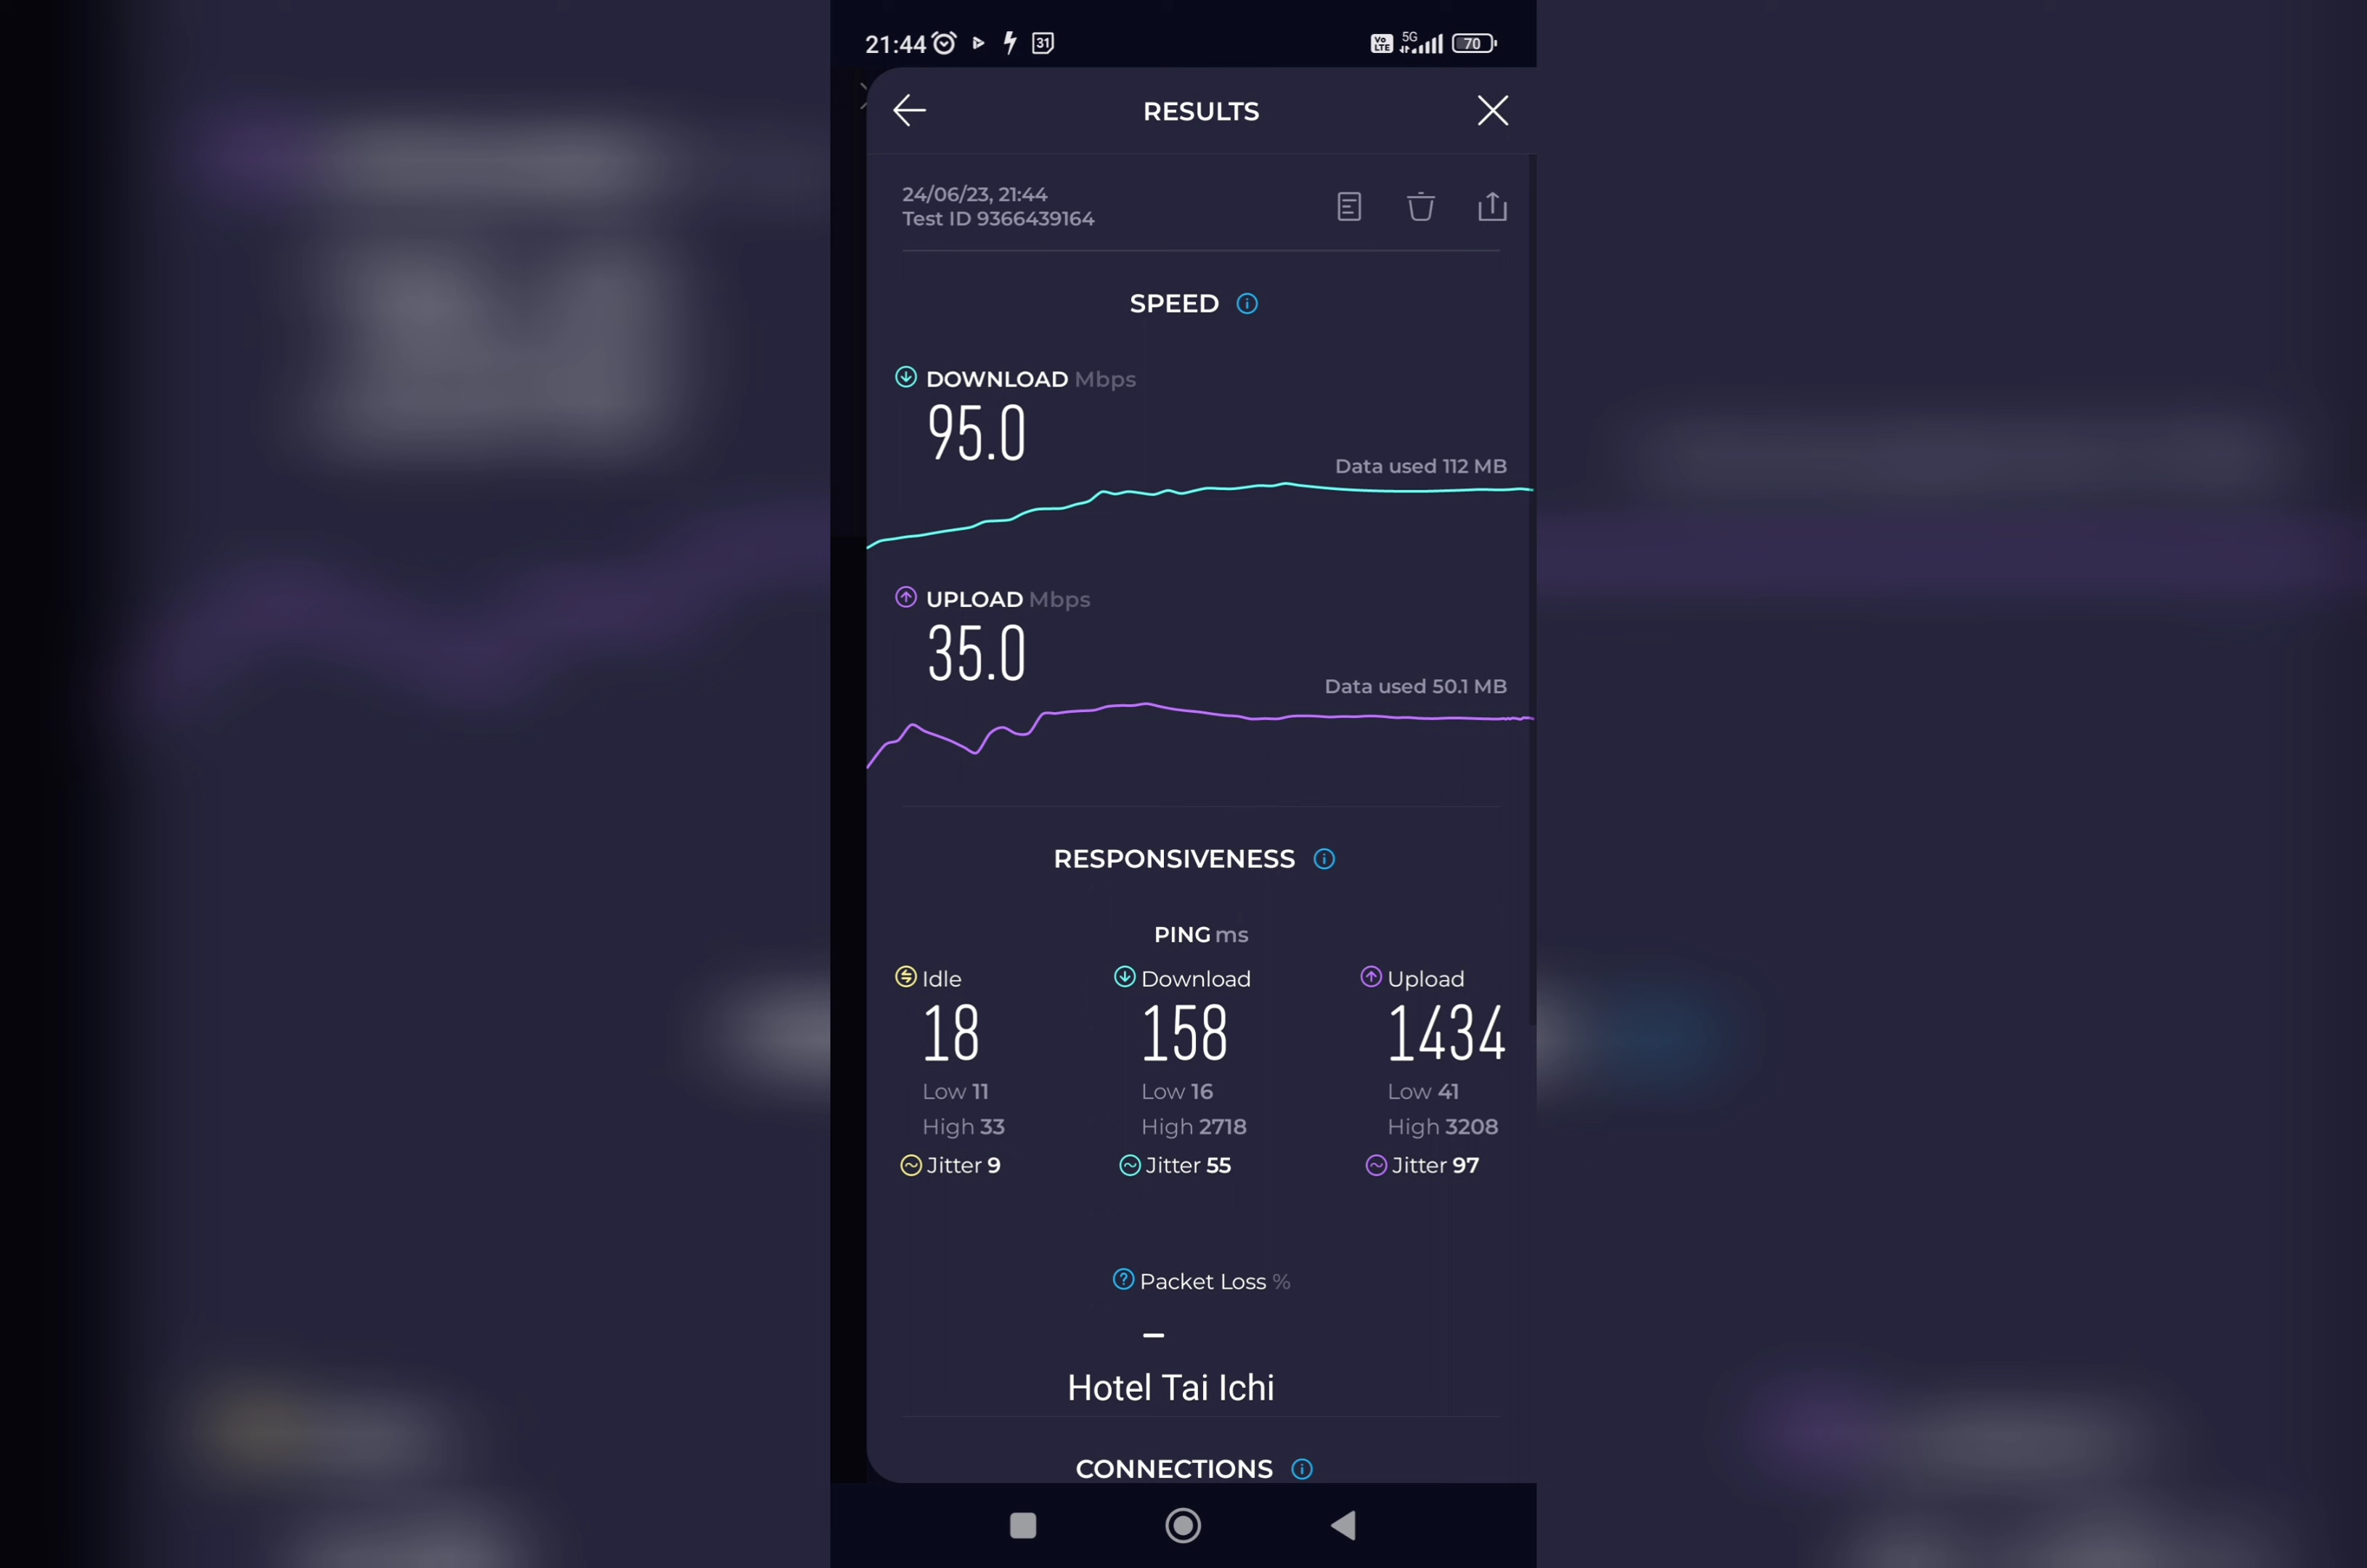 21:44 31 Vo LTE 5G 70
RESULTS
24/06/23, 21:44
Test ID 9366439164
SPEED
DOWNLOAD Mbps
95.0
Data used 112 MB
UPLOAD Mbps
35.0
Data used 50.1 MB
RESPONSIVENESS
PING ms
Idle Download Upload
18 158 1434
Low 11 Low 16 Low 41
High 33 High 2718 High 3208
Jitter 9 Jitter 55 Jitter 97
Packet Loss %
–
Hotel Tai Ichi
CONNECTIONS